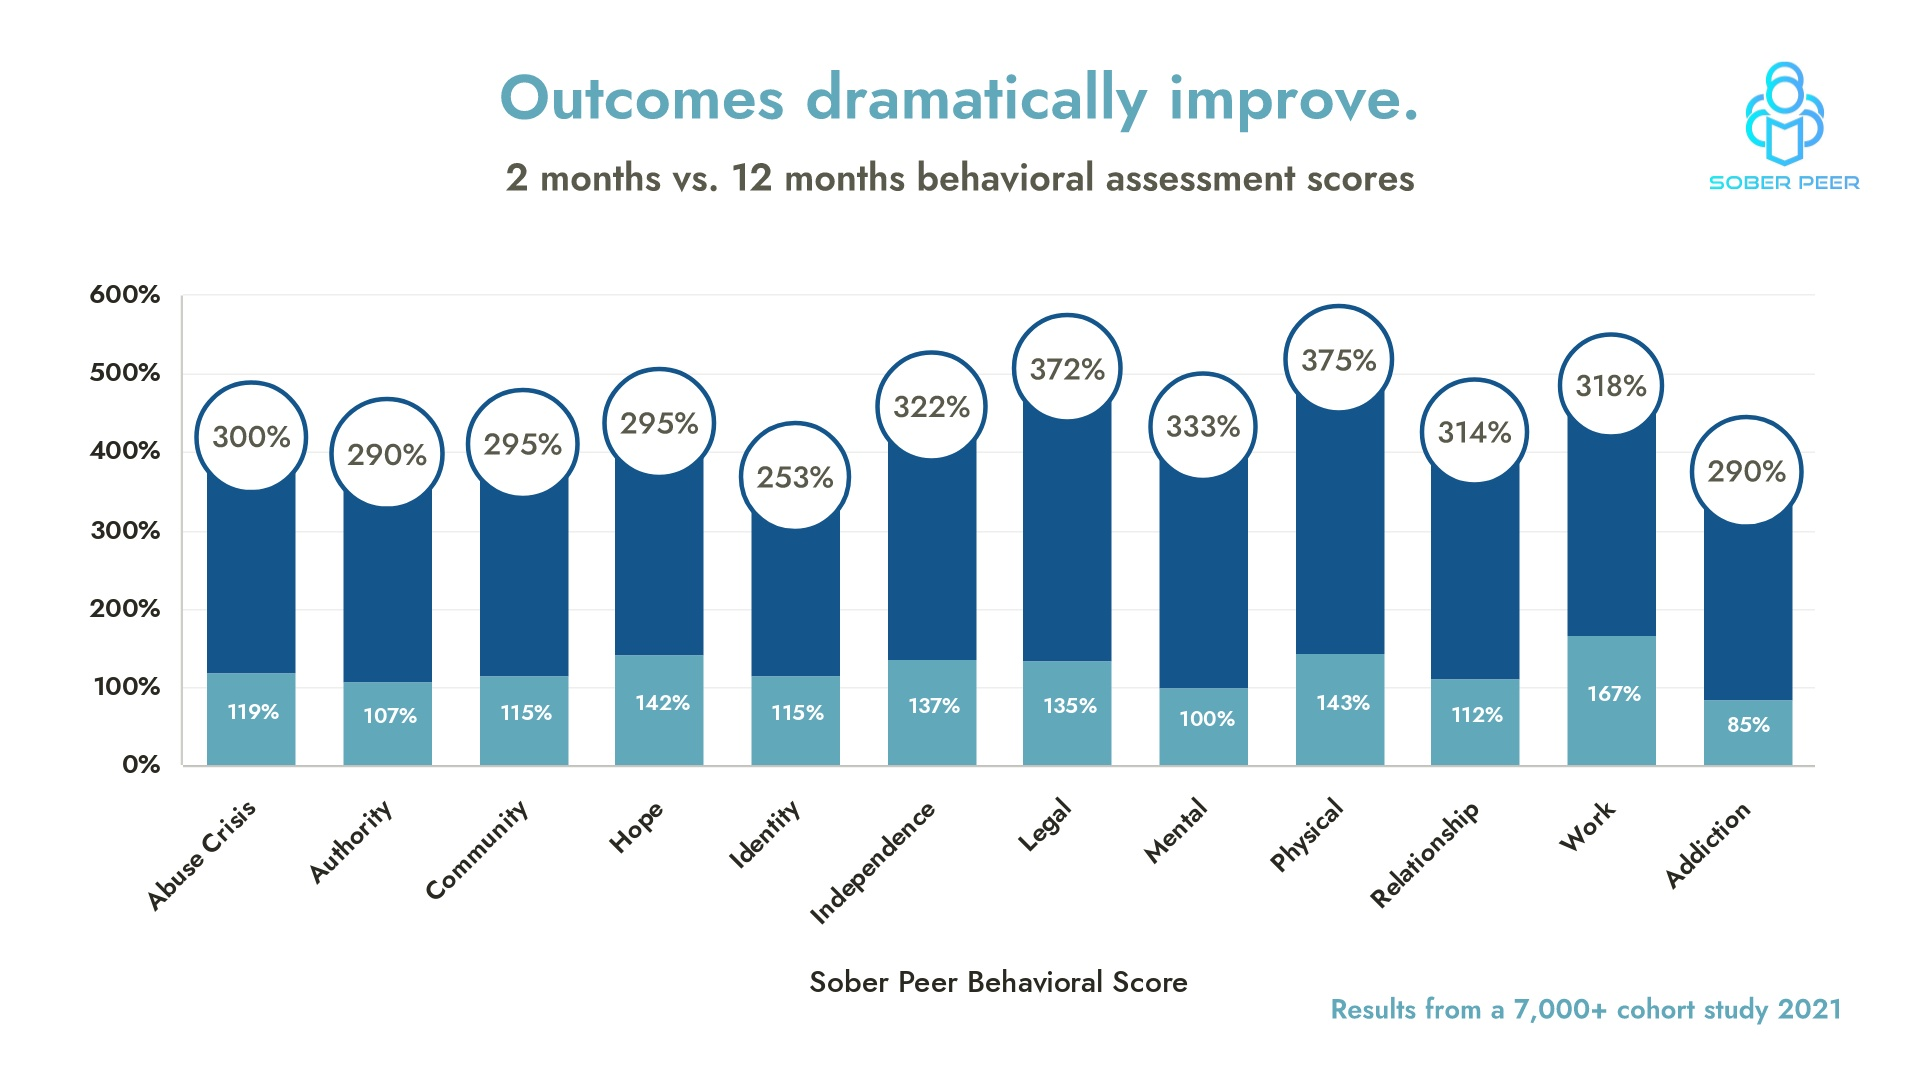 Outcomes dramatically improve.
2 months vs. 12 months behavioral assessment scores
SOBER PEER
600%
500%
400%
300%
200%
100%
0%
300%
290%
295%
295%
253%
322%
372%
333%
375%
314%
318%
290%
119%
107%
115%
142%
115%
137%
135%
100%
143%
112%
167%
85%
Abuse Crisis
Authority
Community
Hope
Identity
Independence
Legal
Mental
Physical
Relationship
Work
Addiction
Sober Peer Behavioral Score
Results from a 7,000+ cohort study 2021